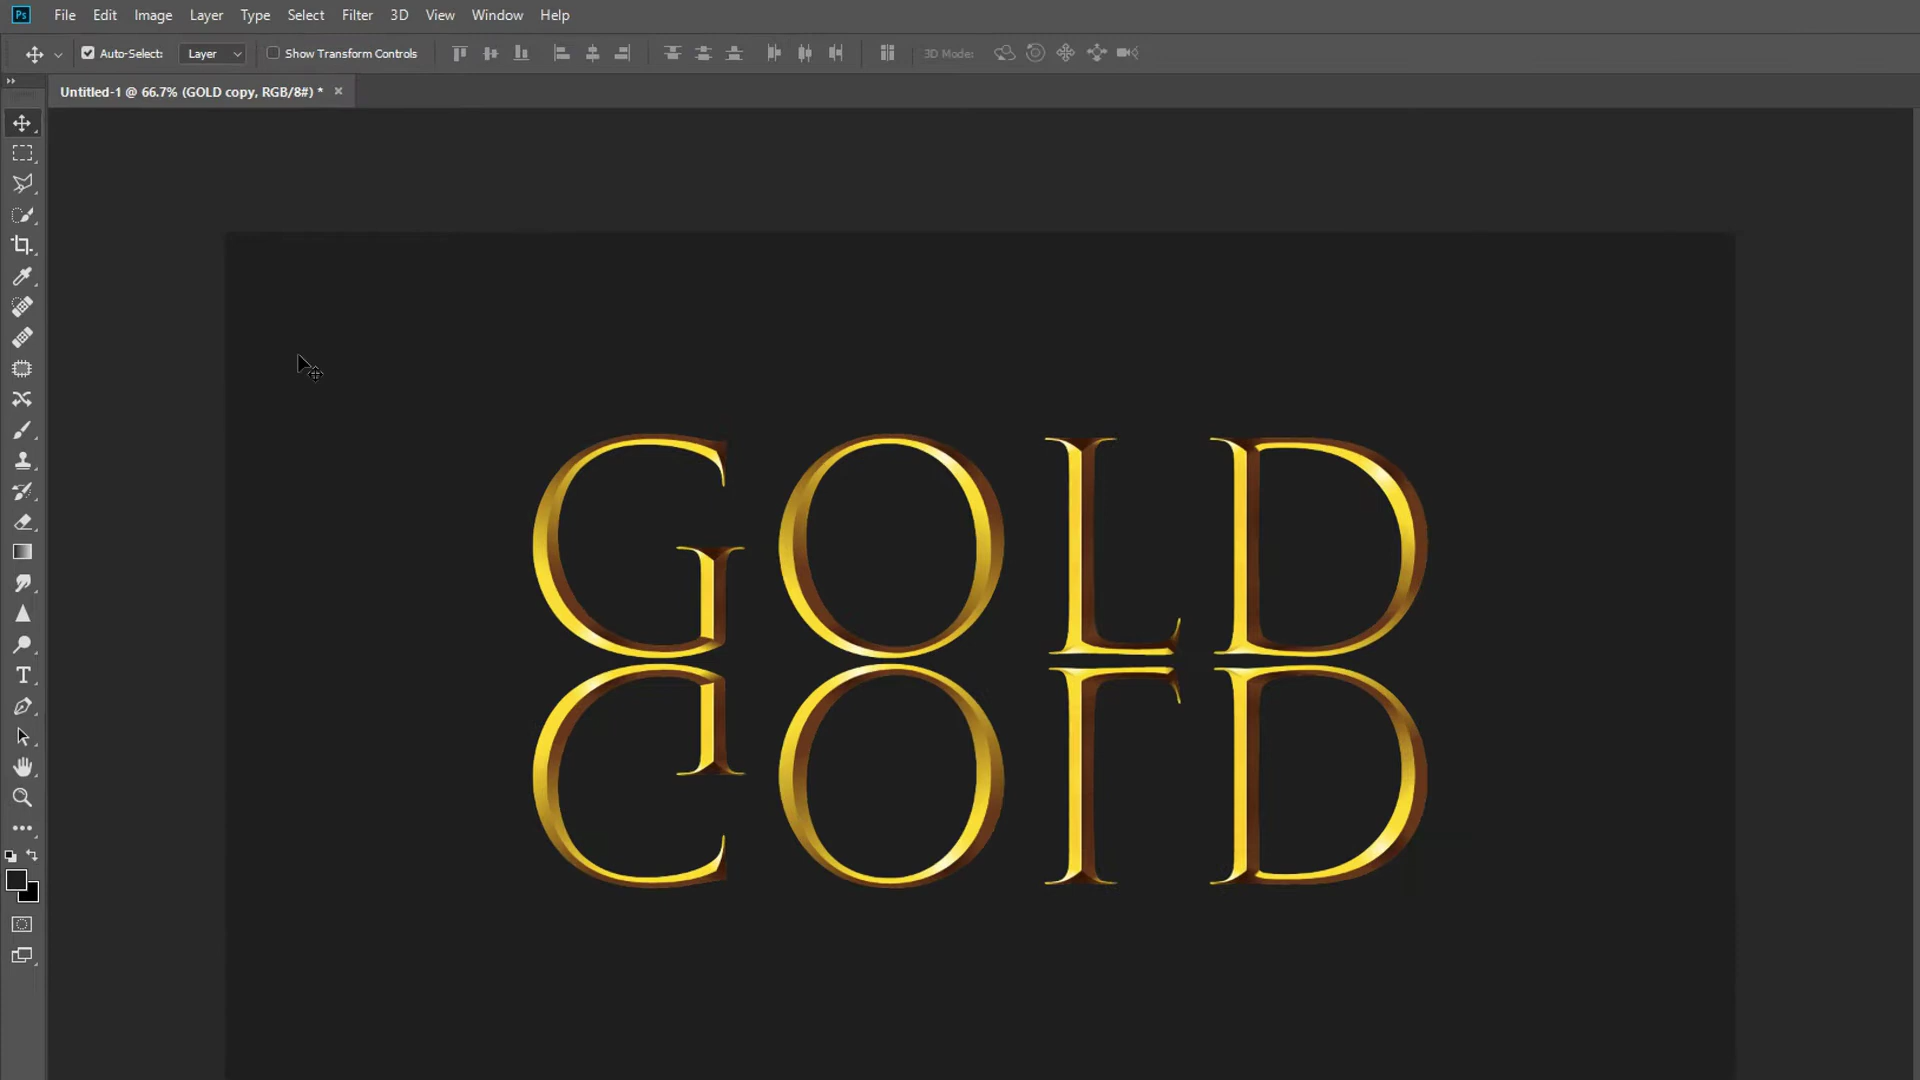 Ps File Edit Image Layer Type Select Filter 3D View Window Help
Auto-Select: Layer Show Transform Controls 3D Mode:
Untitled-1 @ 66.7% (GOLD copy, RGB/8#) * ×
GOLD
GOLD